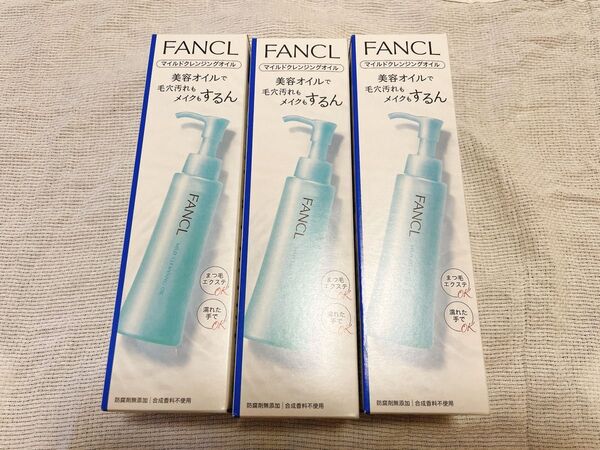 FANCL
マイルドクレンジングオイル
美容オイルで
毛穴汚れも
メイクもするん
FANCL
MILD CLEANSING OIL
まつ毛
エクステ
OK
濡れた
手で
OK
防腐剤無添加|合成香料不使用
FANCL
マイルドクレンジングオイル
美容オイルで
毛穴汚れも
メイクもするん
FANCL
まつ毛
エクステ
OK
濡れた
手で
OK
防腐剤無添加|合成香料不使用
FANCL
マイルドクレンジングオイル
美容オイルで
毛穴汚れも
メイクもするん
FANCL
まつ毛
エクステ
OK
濡れた
手で
OK
防腐剤無添加|合成香料不使用